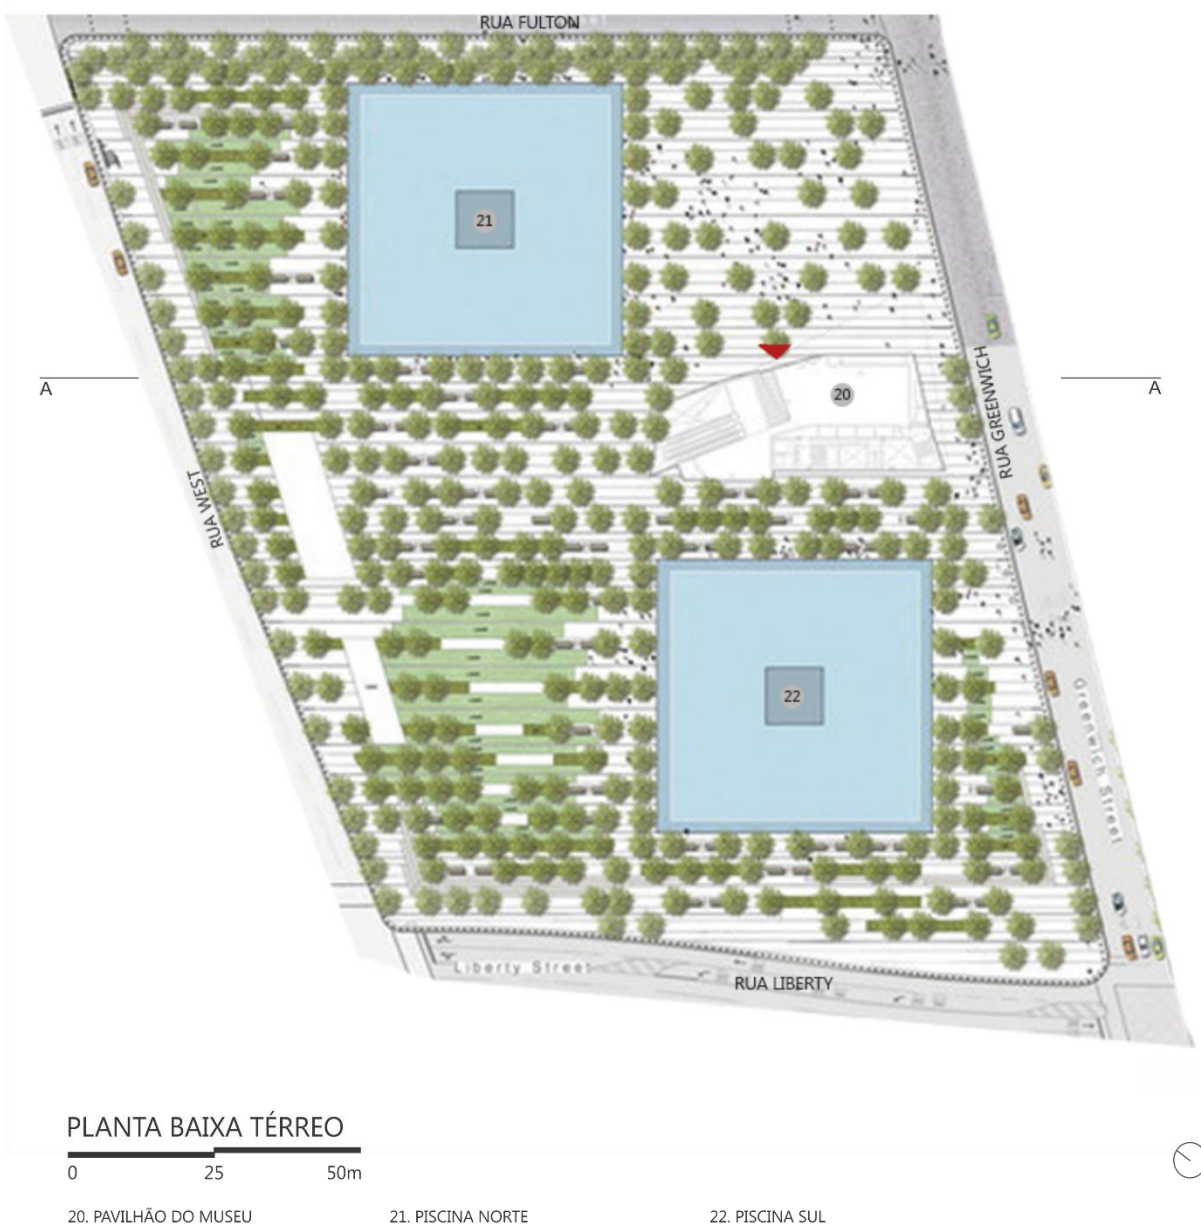 RUA FULTON
21
A
A
20
RUA GREENWICH
RUA WEST
22
Greenwich Street
Liberty Street
RUA LIBERTY
PLANTA BAIXA TÉRREO
0 25 50m
20. PAVILHÃO DO MUSEU 21. PISCINA NORTE 22. PISCINA SUL